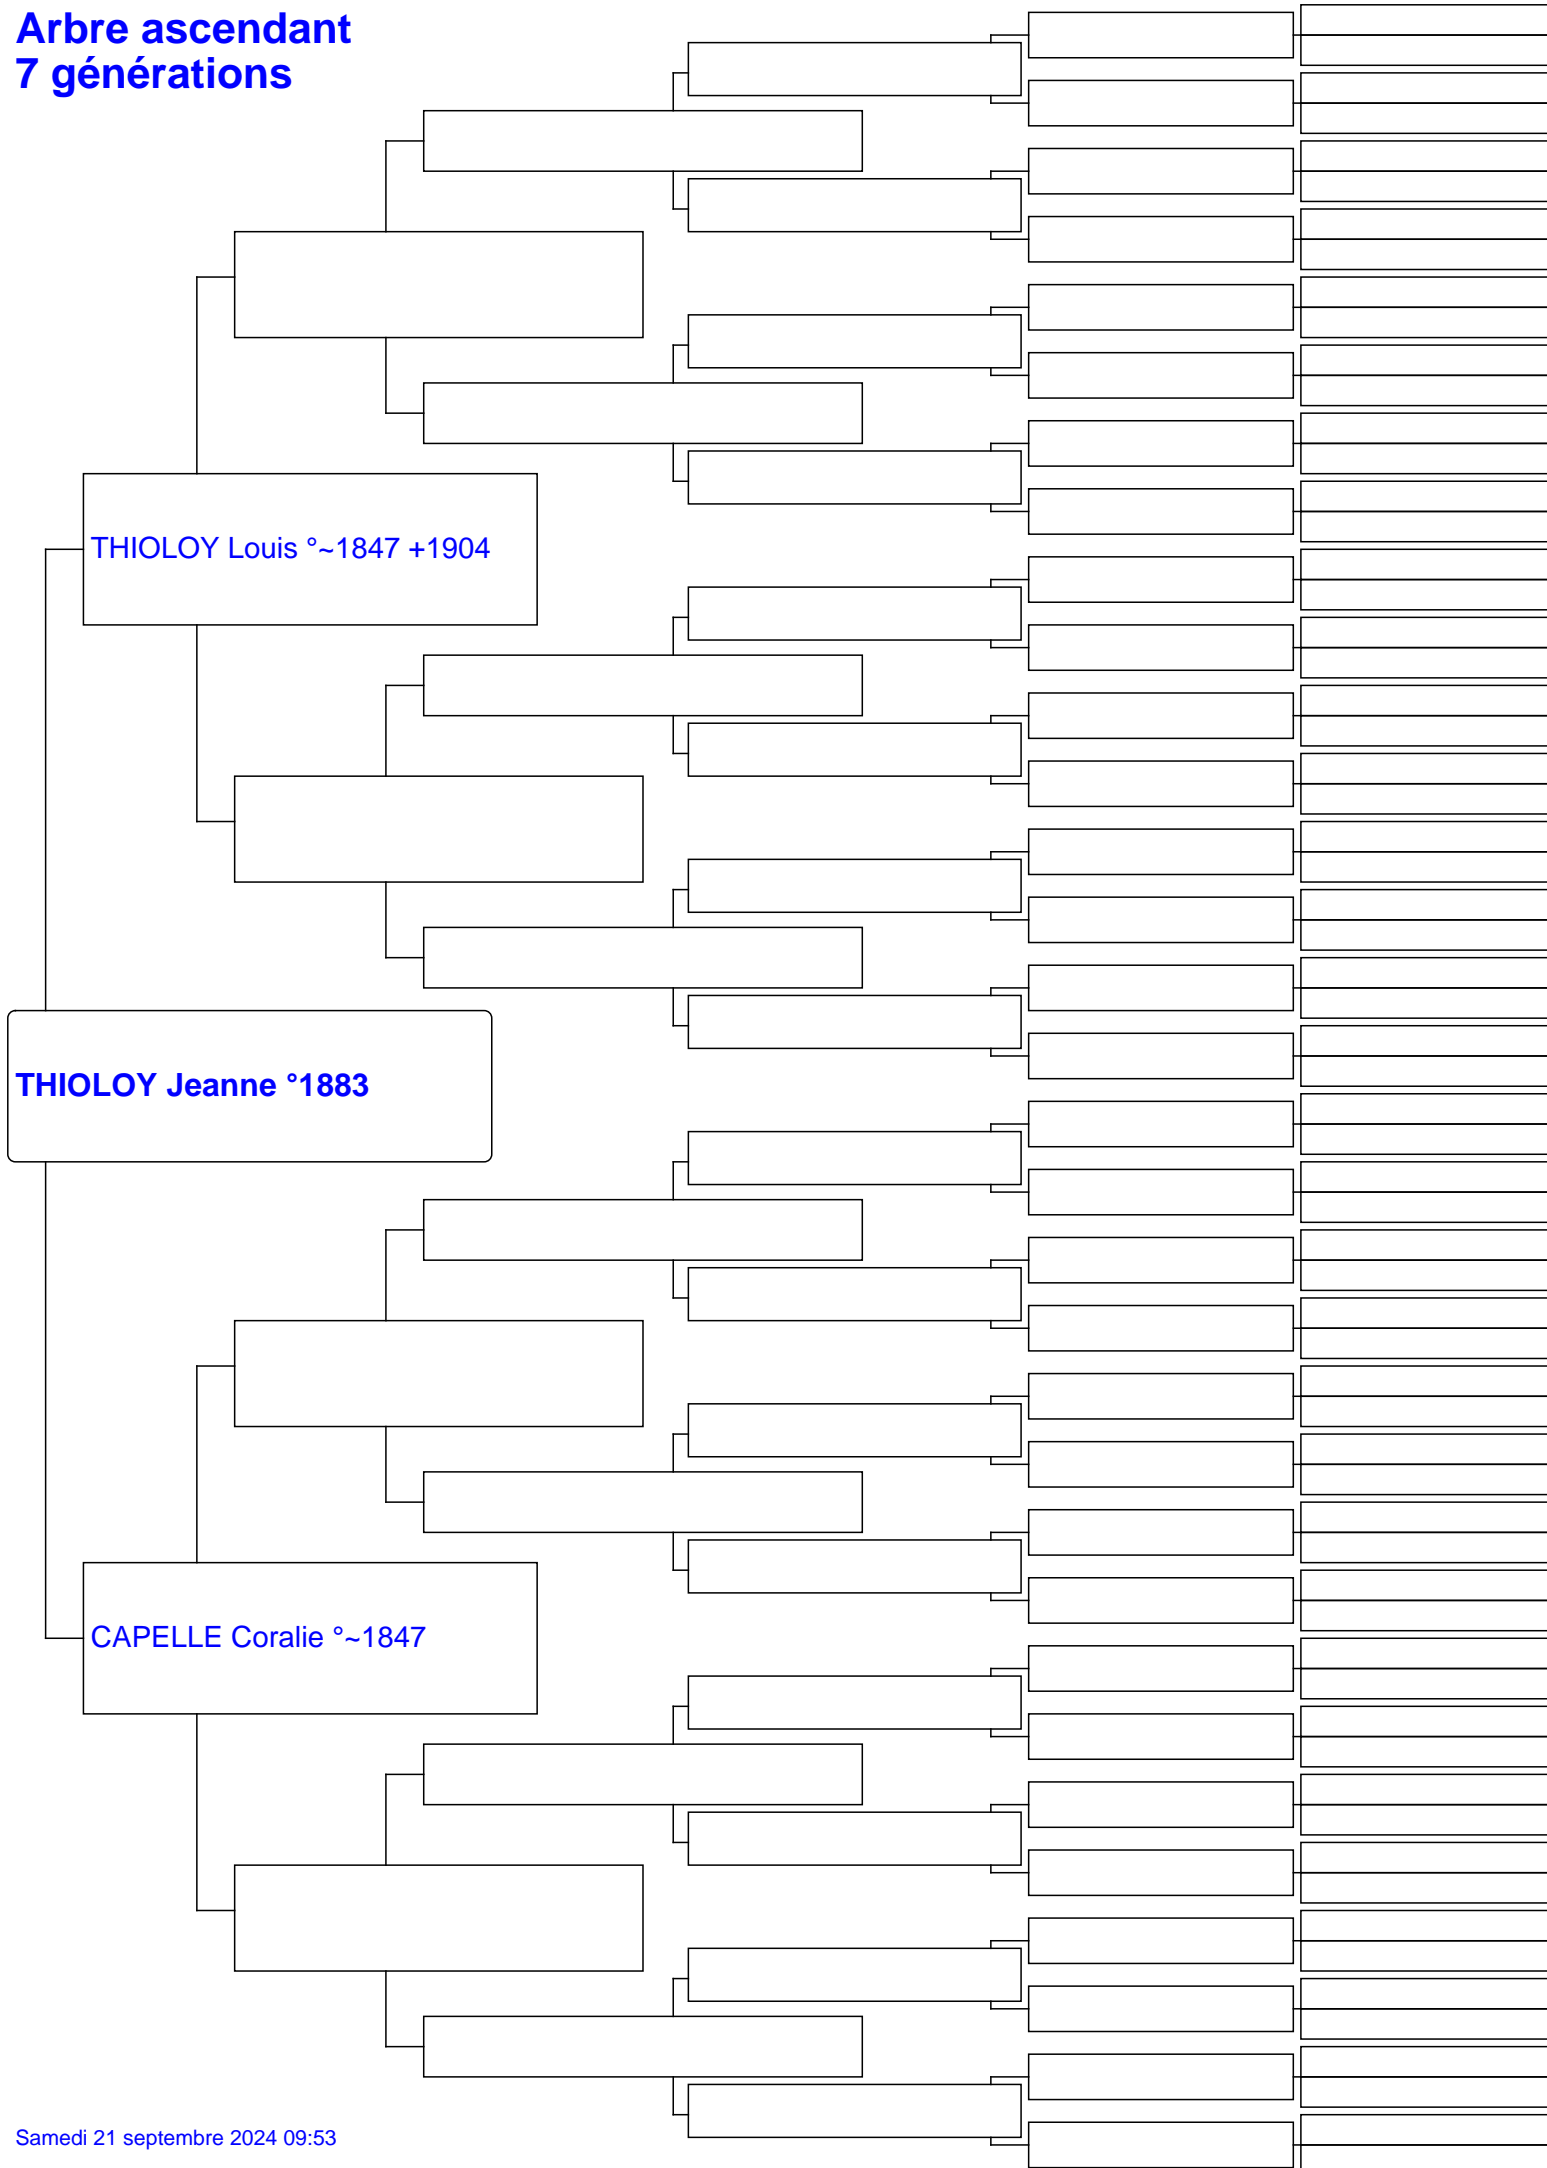 Arbre ascendant
7 générations
THIOLOY Louis °~1847 +1904
THIOLOY Jeanne °1883
CAPELLE Coralie °~1847
Samedi 21 septembre 2024 09:53